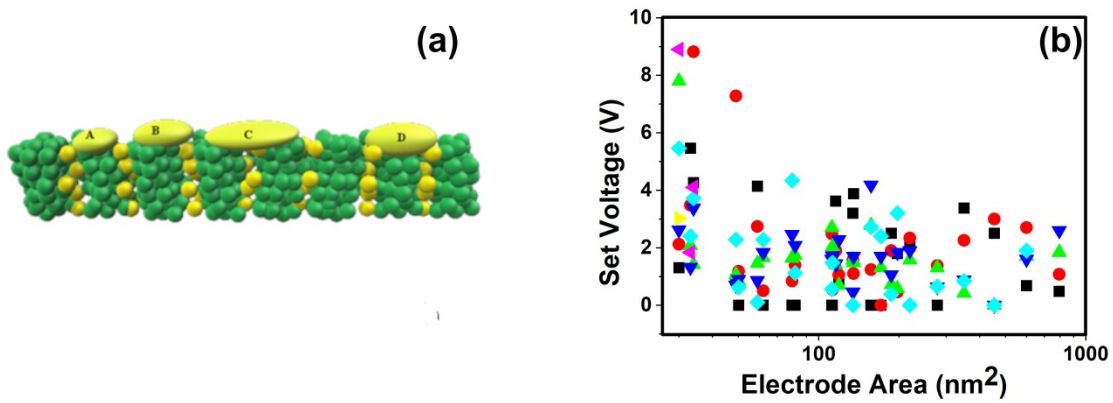 (a)
A
B
C
D
(b)
10
8
6
4
2
0
Set Voltage (V)
100
1000
Electrode Area (nm²)